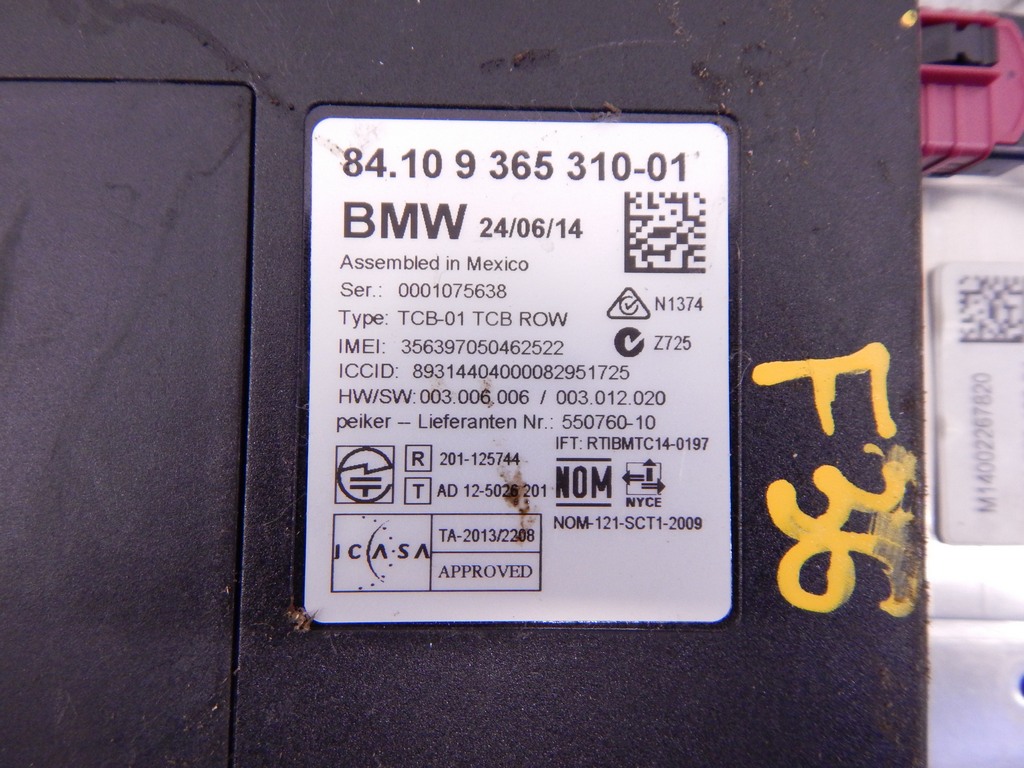 84.10 9 365 310-01
BMW 24/06/14
Assembled in Mexico
Ser.: 0001075638
N1374
Type: TCB-01 TCB ROW
Z725
IMEI: 356397050462522
ICCID: 89314404000082951725
HW/SW: 003.006.006 / 003.012.020
peiker – Lieferanten Nr.: 550760-10
IFT: RTIBMTC14-0197
R 201-125744
T AD 12-5026 201
NOM
NYCE
NOM-121-SCT1-2009
ICASA
TA-2013/2208
APPROVED
F36
M14002267820